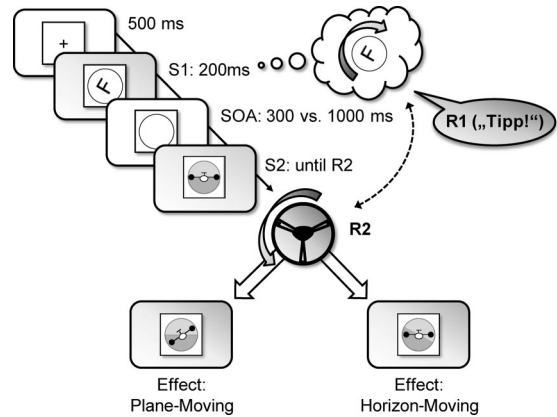 500 ms
+
F
S1: 200ms
F
SOA: 300 vs. 1000 ms
R1 („Tipp!“)
S2: until R2
R2
Effect:
Plane-Moving
Effect:
Horizon-Moving